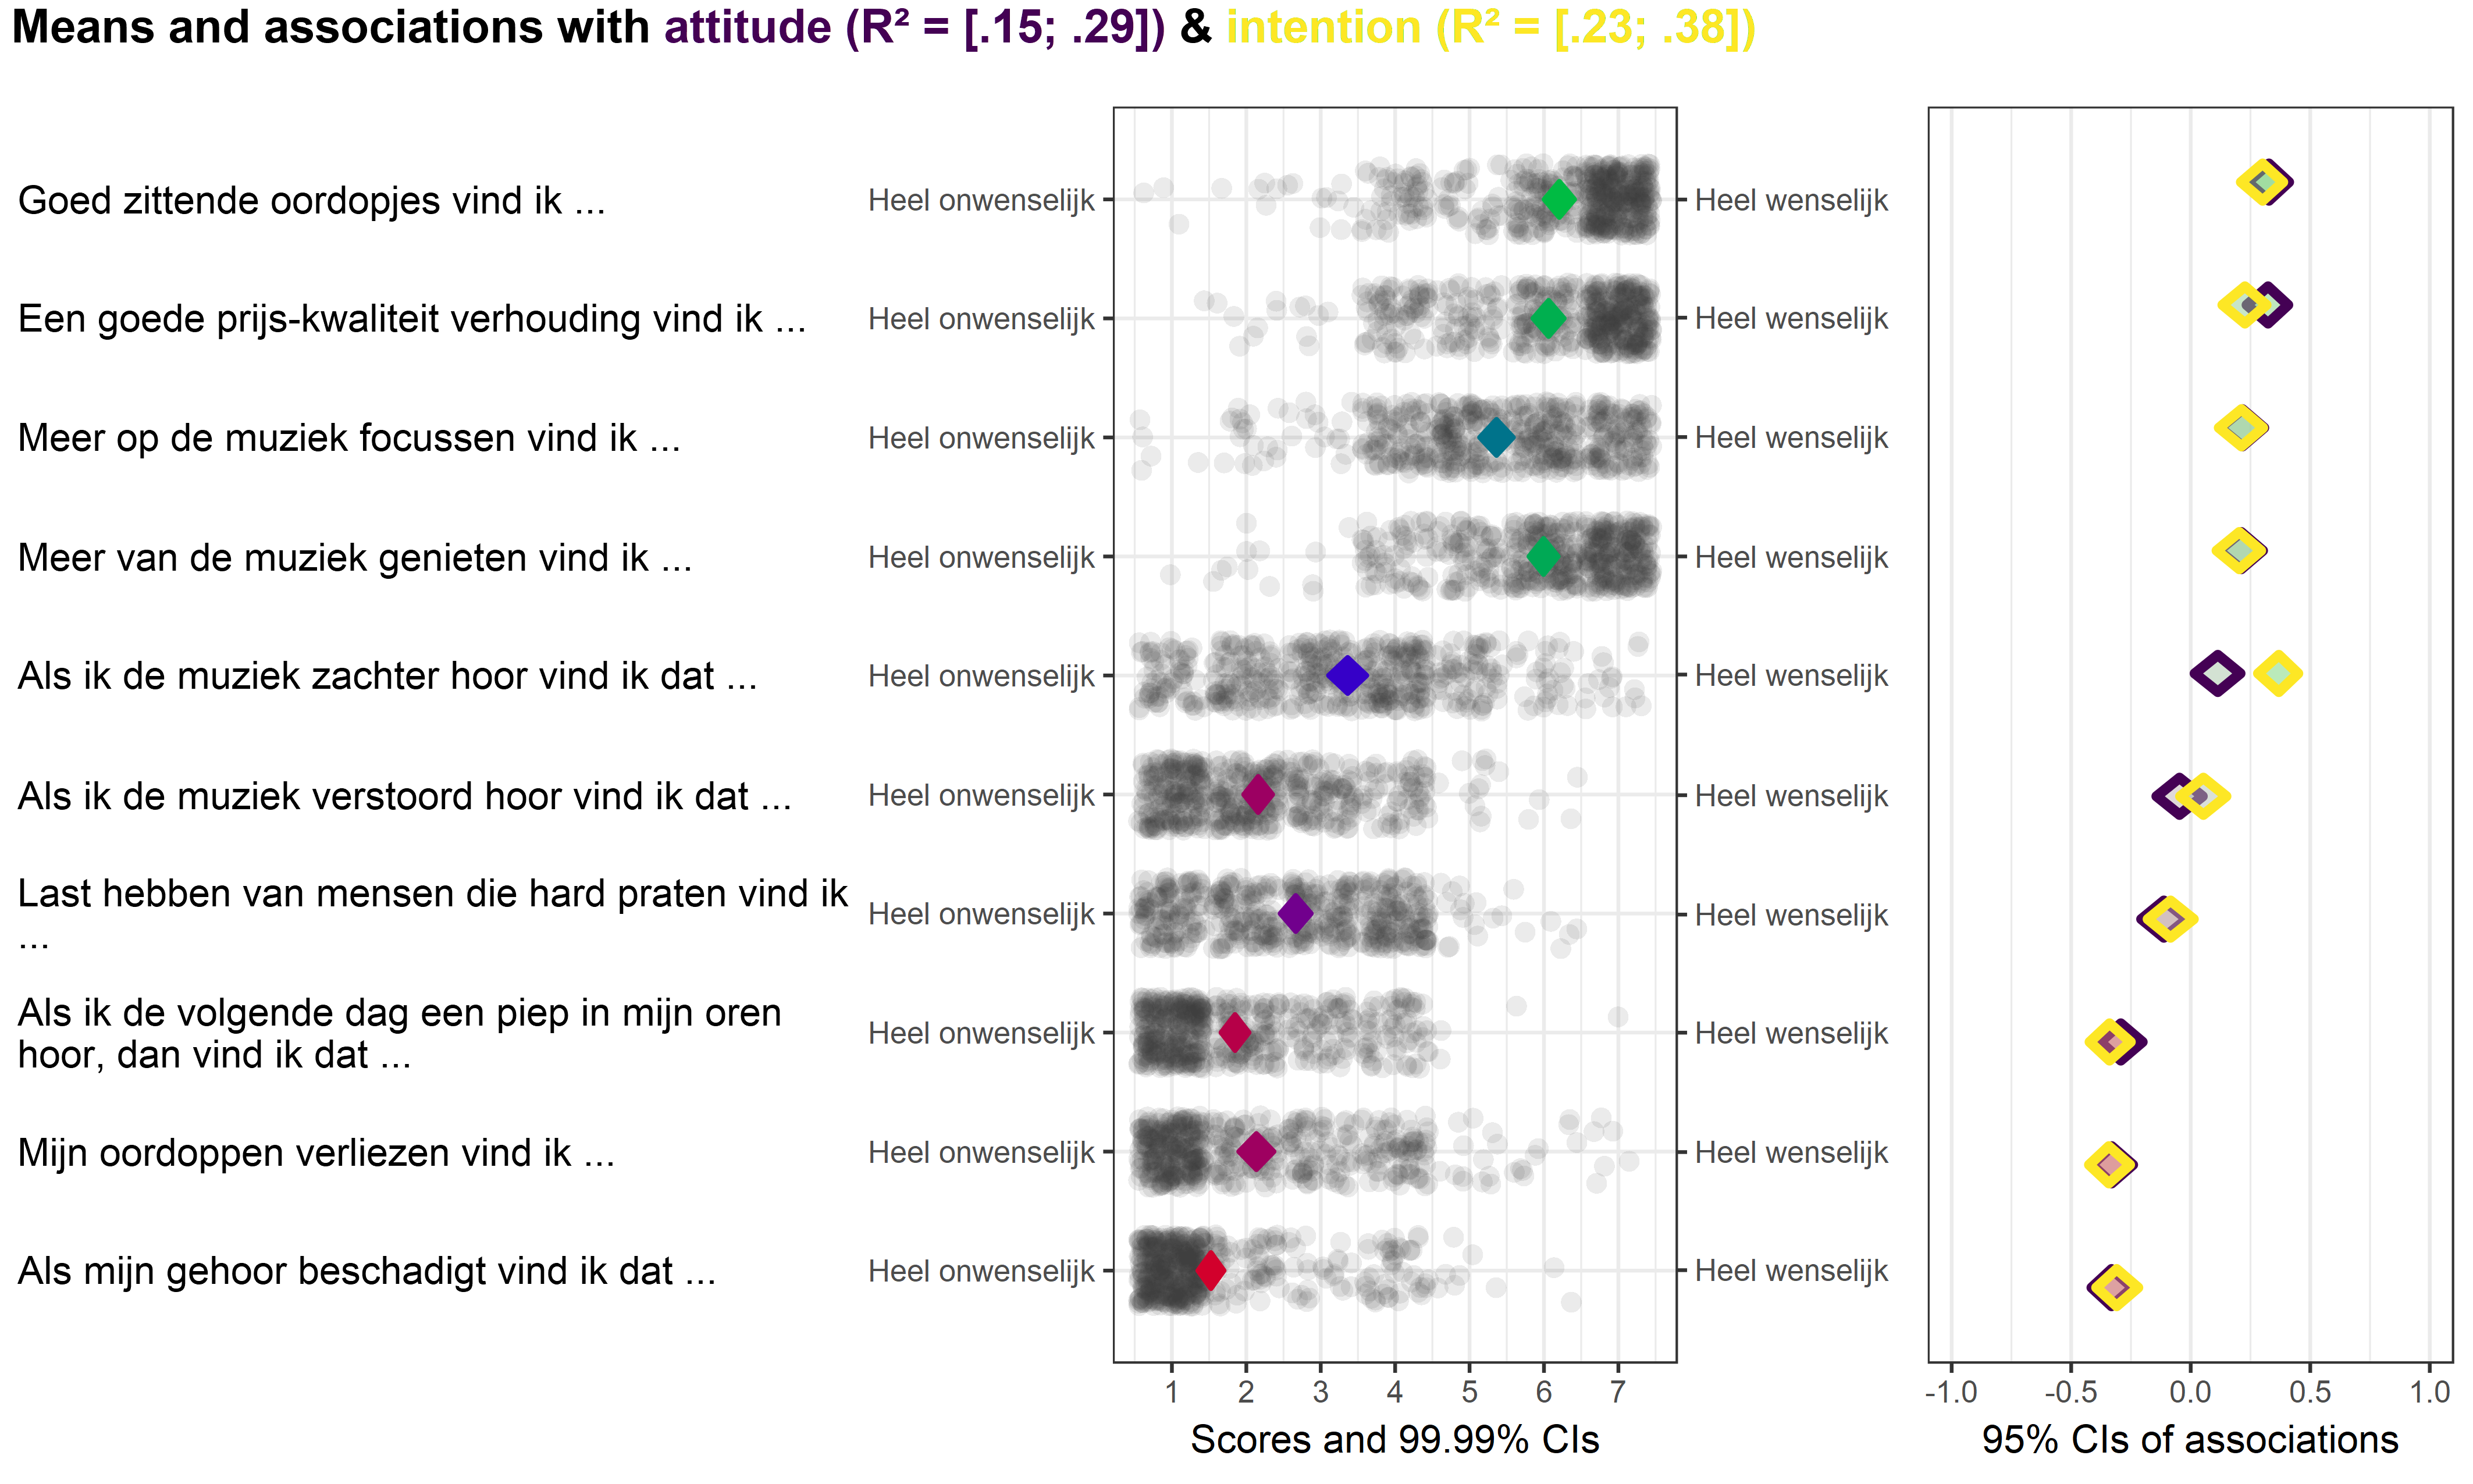 Means and associations with attitude (R² = [.15; .29]) & intention (R² = [.23; .38])
Goed zittende oordopjes vind ik ...
Heel onwenselijk
Heel wenselijk
Een goede prijs-kwaliteit verhouding vind ik ...
Heel onwenselijk
Heel wenselijk
Meer op de muziek focussen vind ik ...
Heel onwenselijk
Heel wenselijk
Meer van de muziek genieten vind ik ...
Heel onwenselijk
Heel wenselijk
Als ik de muziek zachter hoor vind ik dat ...
Heel onwenselijk
Heel wenselijk
Als ik de muziek verstoord hoor vind ik dat ...
Heel onwenselijk
Heel wenselijk
Last hebben van mensen die hard praten vind ik
...
Heel onwenselijk
Heel wenselijk
Als ik de volgende dag een piep in mijn oren
hoor, dan vind ik dat ...
Heel onwenselijk
Heel wenselijk
Mijn oordoppen verliezen vind ik ...
Heel onwenselijk
Heel wenselijk
Als mijn gehoor beschadigt vind ik dat ...
Heel onwenselijk
Heel wenselijk
1 2 3 4 5 6 7
Scores and 99.99% CIs
-1.0 -0.5 0.0 0.5 1.0
95% CIs of associations